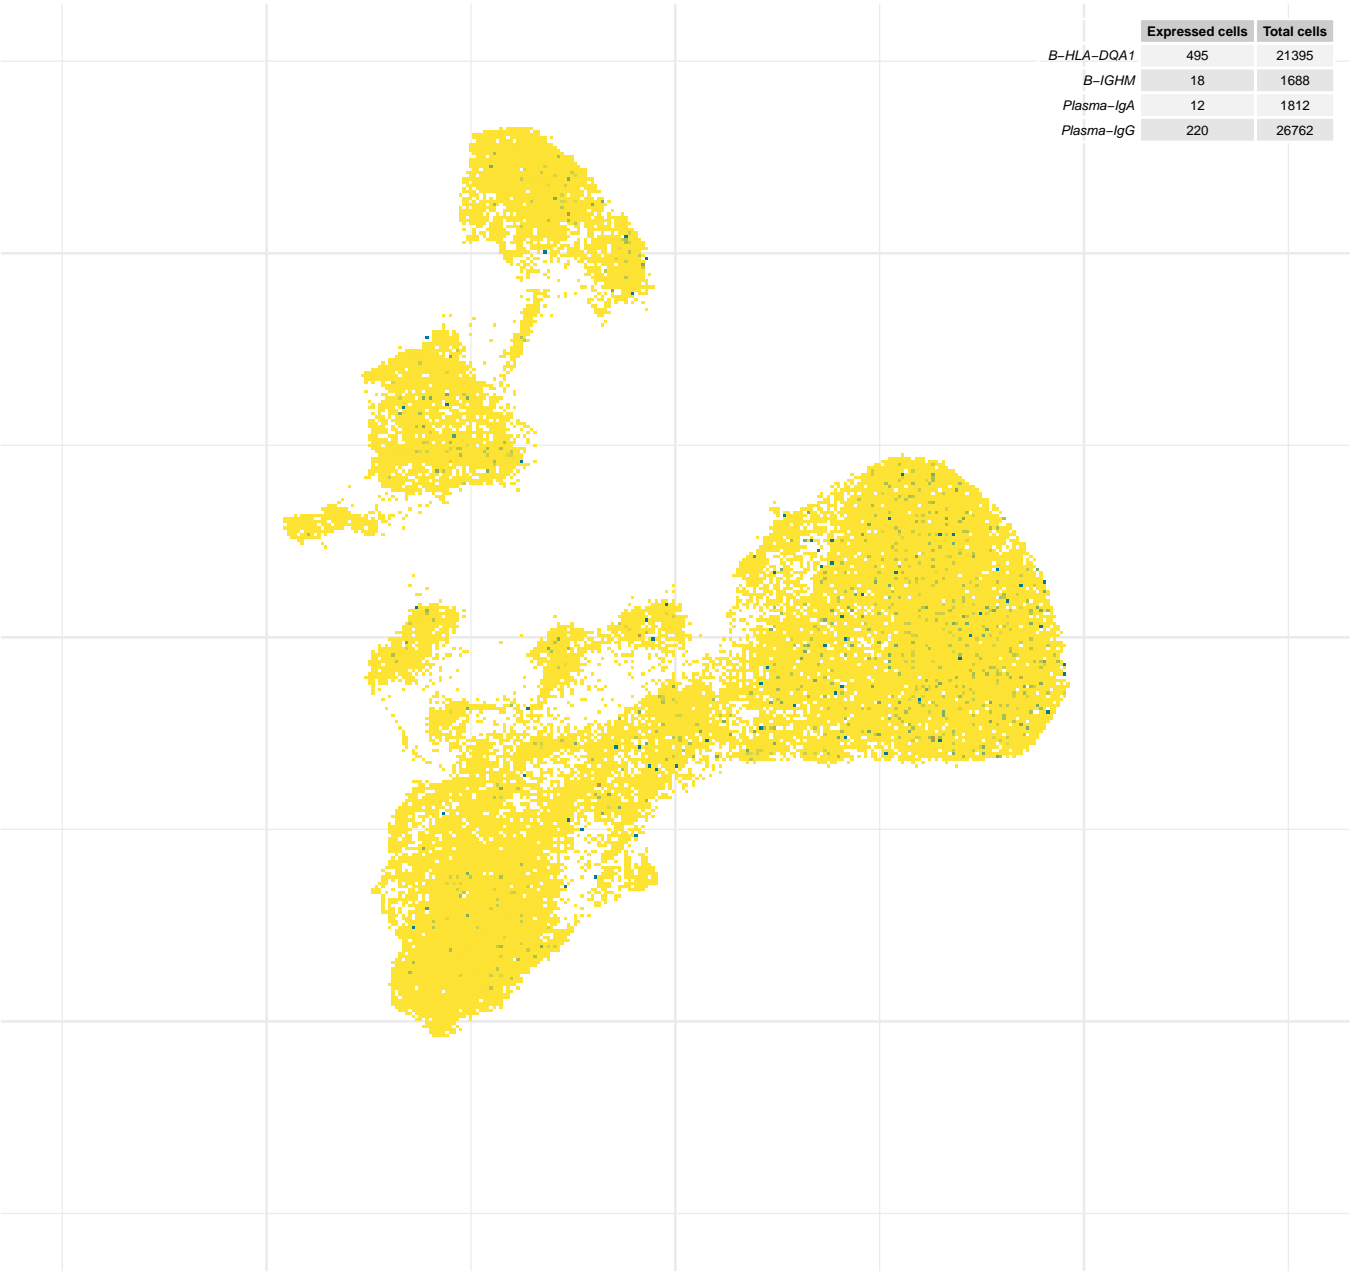 Expressed cells Total cells
B−HLA−DQA1 495 21395
B−IGHM 18 1688
Plasma−IgA 12 1812
Plasma−IgG 220 26762